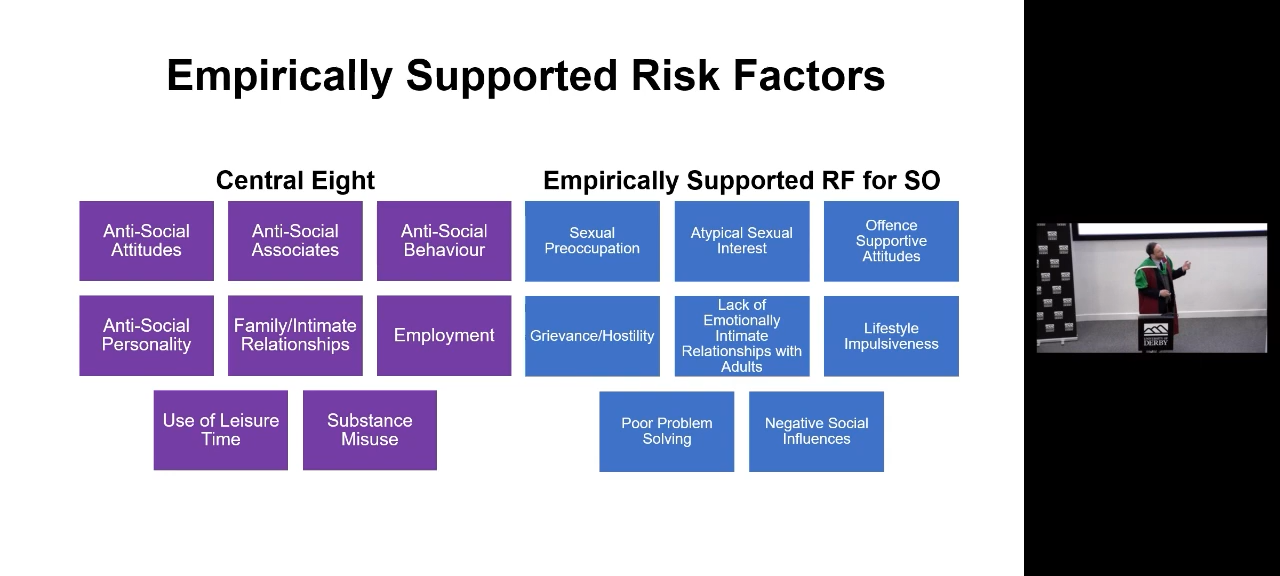 Empirically Supported Risk Factors
Central Eight
Anti-Social
Attitudes
Anti-Social
Associates
Anti-Social
Behaviour
Anti-Social
Personality
Family/Intimate
Relationships
Employment
Use of Leisure
Time
Substance
Misuse
Empirically Supported RF for SO
Sexual
Preoccupation
Atypical Sexual
Interest
Offence
Supportive
Attitudes
Grievance/Hostility
Lack of
Emotionally
Intimate
Relationships with
Adults
Lifestyle
Impulsiveness
Poor Problem
Solving
Negative Social
Influences
DERBY